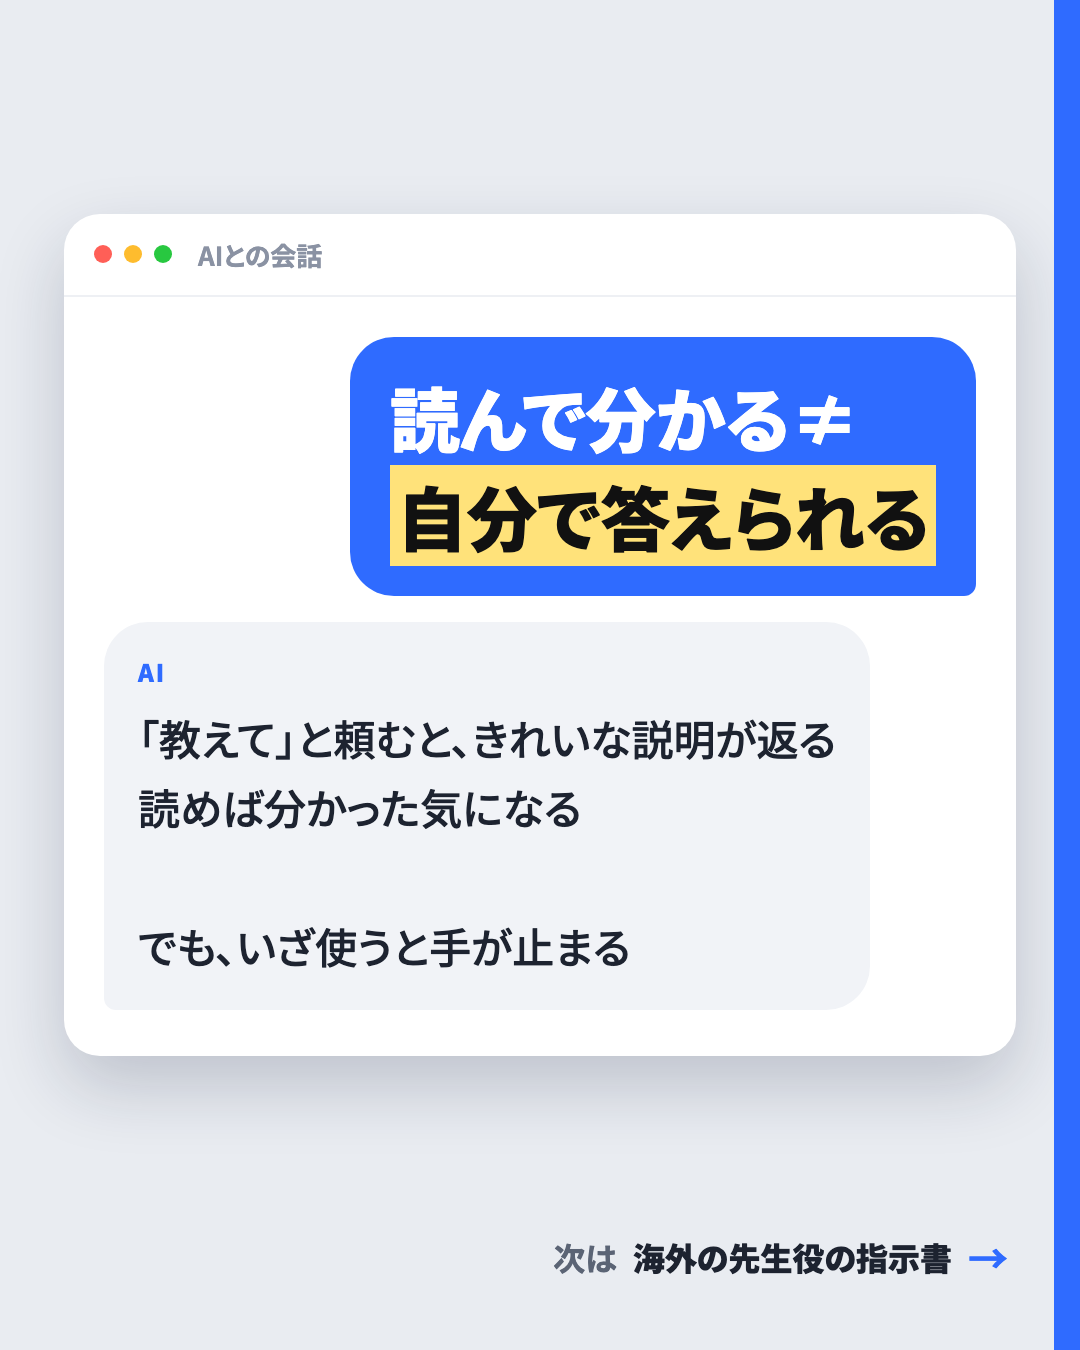 AIとの会話
読んで分かる≠
自分で答えられる
AI
「教えて」と頼むと、きれいな説明が返る
読めば分かった気になる
でも、いざ使うと手が止まる
次は 海外の先生役の指示書 →